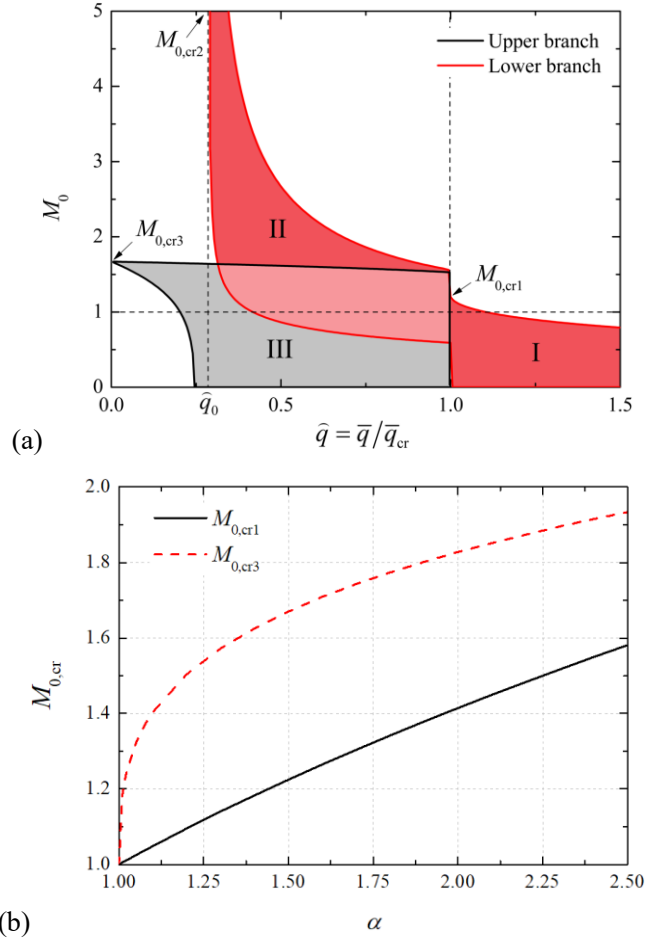 5
4
3
2
1
0
M₀
M₀,cr2
Upper branch
Lower branch
II
M₀,cr3
M₀,cr1
III
I
0.0 q̂₀ 0.5 1.0 1.5
q̂ = q̄/q̄cr
(a)
2.0
1.8
1.6
1.4
1.2
1.0
M₀,cr
M₀,cr1
M₀,cr3
1.00 1.25 1.50 1.75 2.00 2.25 2.50
α
(b)